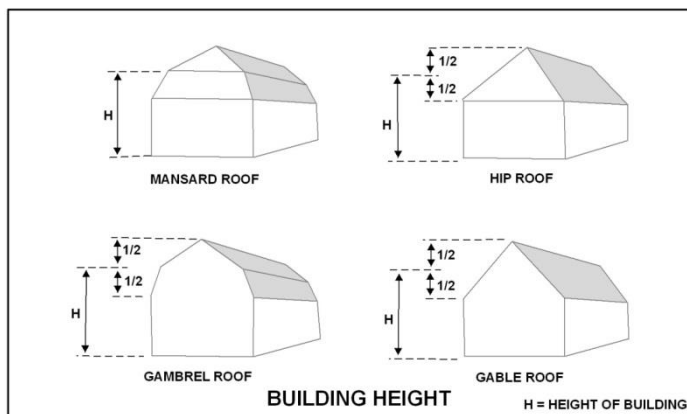 1/2
1/2
H
H
MANSARD ROOF
HIP ROOF
1/2
1/2
1/2
1/2
H
H
GAMBREL ROOF
GABLE ROOF
BUILDING HEIGHT
H = HEIGHT OF BUILDING